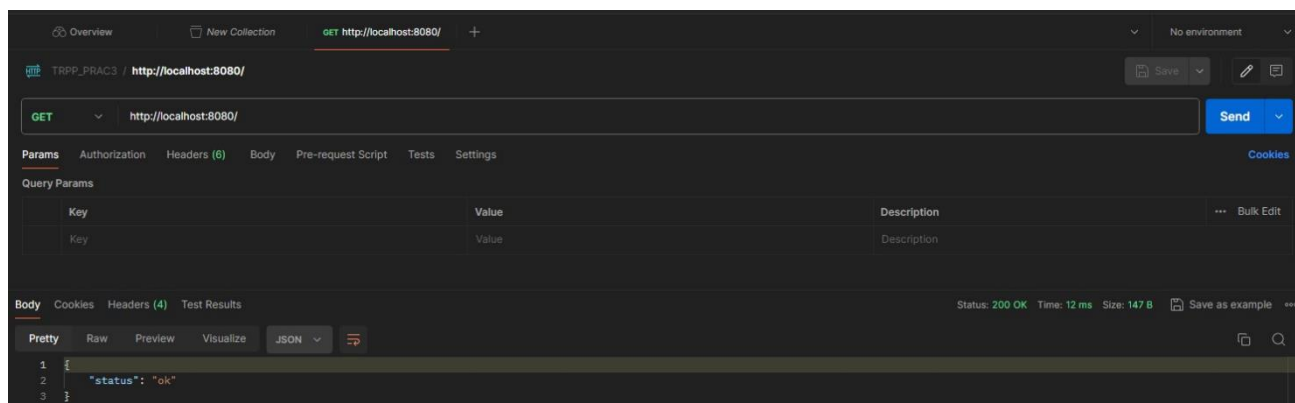 Overview New Collection GET http://localhost:8080/ + No environment
HTTP TRPP_PRAC3 / http://localhost:8080/ Save
GET http://localhost:8080/ Send
Params Authorization Headers (6) Body Pre-request Script Tests Settings Cookies
Query Params
Key Value Description ••• Bulk Edit
Key Value Description
Body Cookies Headers (4) Test Results Status: 200 OK Time: 12 ms Size: 147 B Save as example •••
Pretty Raw Preview Visualize JSON
1 {
2 "status": "ok"
3 }